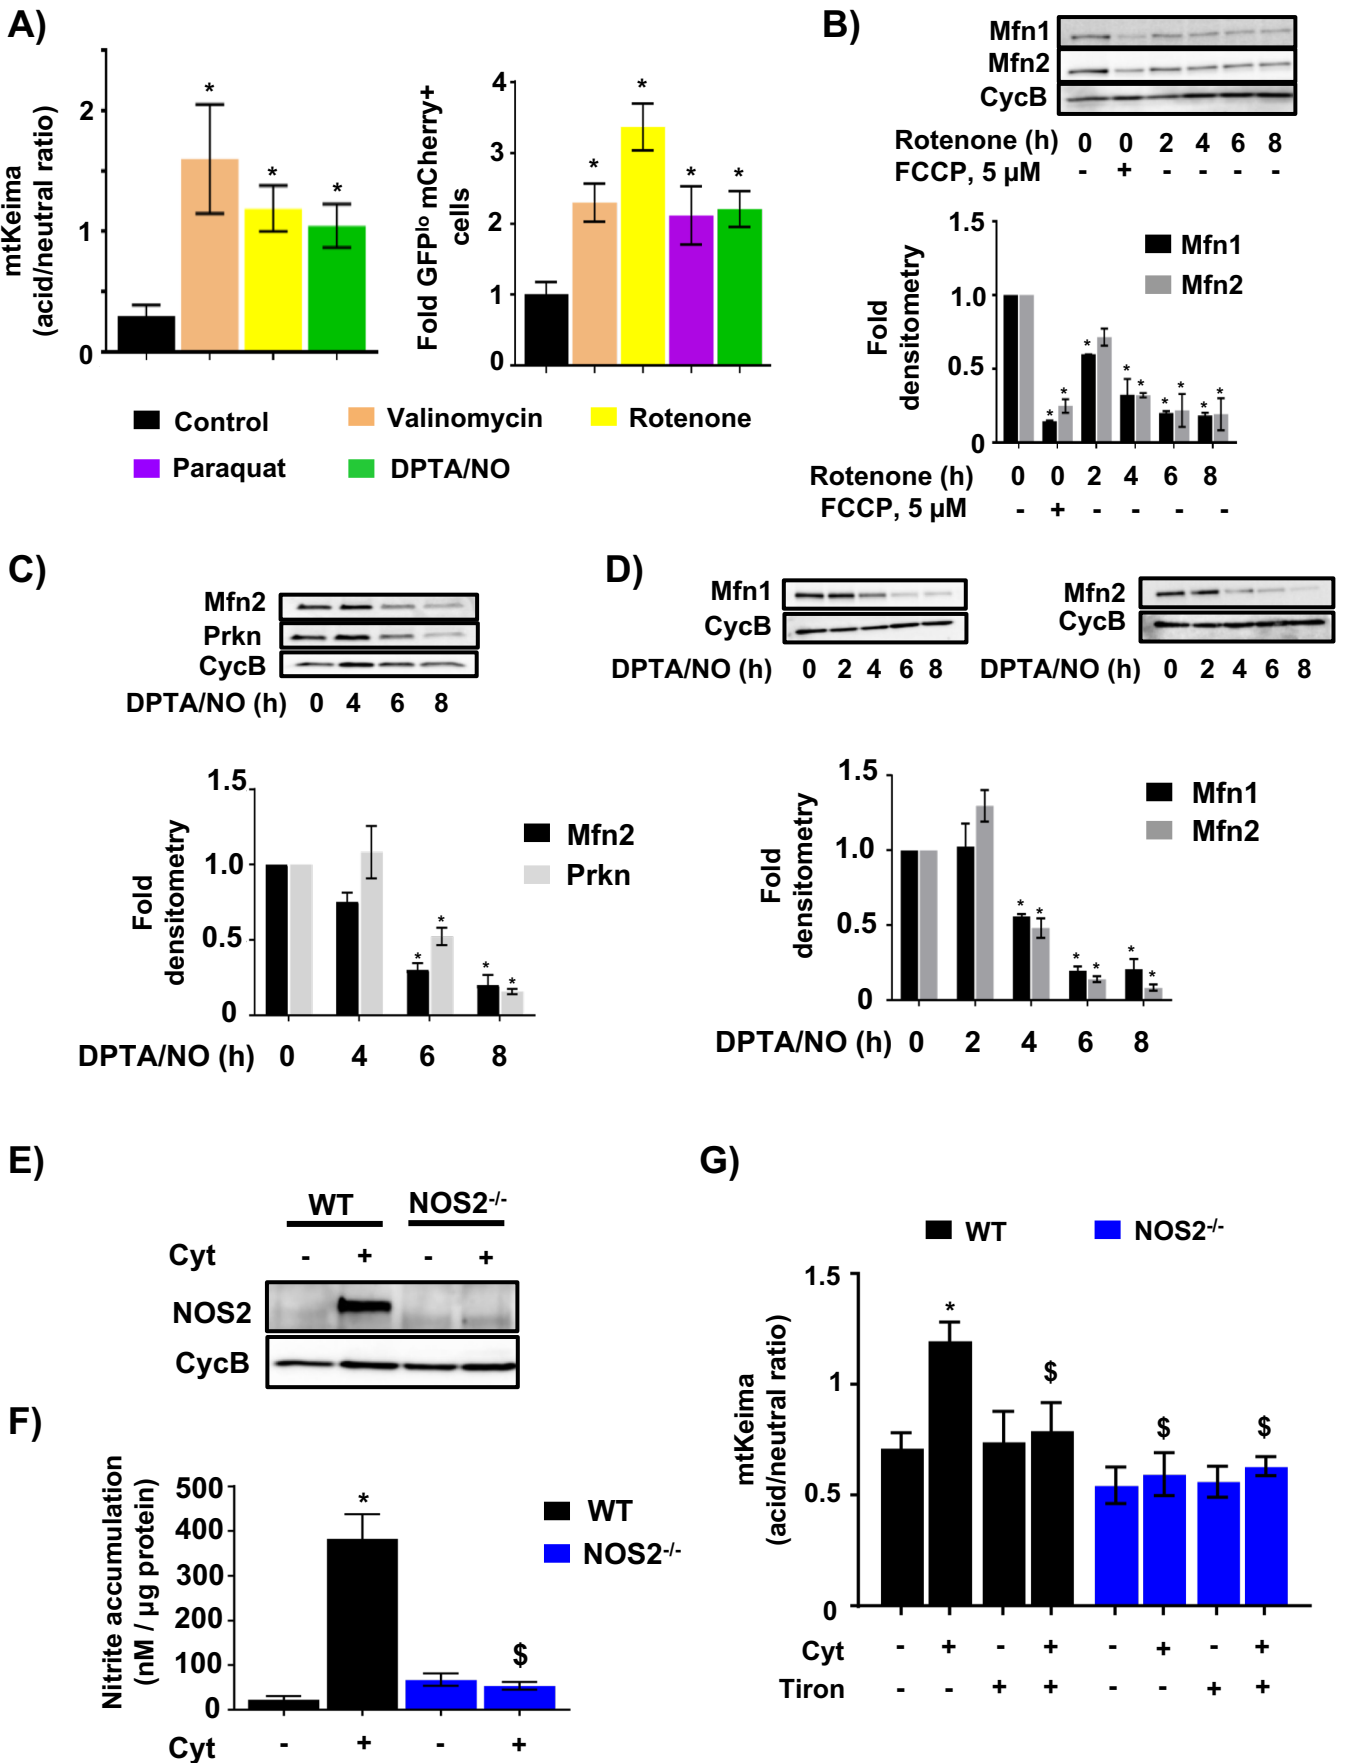 A)
mtKeima
(acid/neutral ratio)
2
1
0
*
*
*
Fold GFPlo mCherry+
cells
4
3
2
1
0
*
*
*
*
Control
Valinomycin
Rotenone
Paraquat
DPTA/NO
B)
Mfn1
Mfn2
CycB
Rotenone (h) 0 0 2 4 6 8
FCCP, 5 µM - + - - - -
Fold
densitometry
1.5
1.0
0.5
0
Mfn1
Mfn2
* * * * * * * * *
Rotenone (h) 0 0 2 4 6 8
FCCP, 5 µM - + - - - -
C)
Mfn2
Prkn
CycB
DPTA/NO (h) 0 4 6 8
Fold
densitometry
1.5
1.0
0.5
0
Mfn2
Prkn
* * * *
DPTA/NO (h) 0 4 6 8
D)
Mfn1
CycB
DPTA/NO (h) 0 2 4 6 8
Mfn2
CycB
DPTA/NO (h) 0 2 4 6 8
Fold
densitometry
1.5
1.0
0.5
0
Mfn1
Mfn2
* * * * * *
DPTA/NO (h) 0 2 4 6 8
E)
WT NOS2-/-
Cyt - + - +
NOS2
CycB
F)
Nitrite accumulation
(nM / µg protein)
500
400
300
200
100
0
*
$
WT
NOS2-/-
Cyt - + - +
G)
WT NOS2-/-
mtKeima
(acid/neutral ratio)
1.5
1
0.5
0
*
$
$
$
Cyt - + - + - + - +
Tiron - - + + - - + +